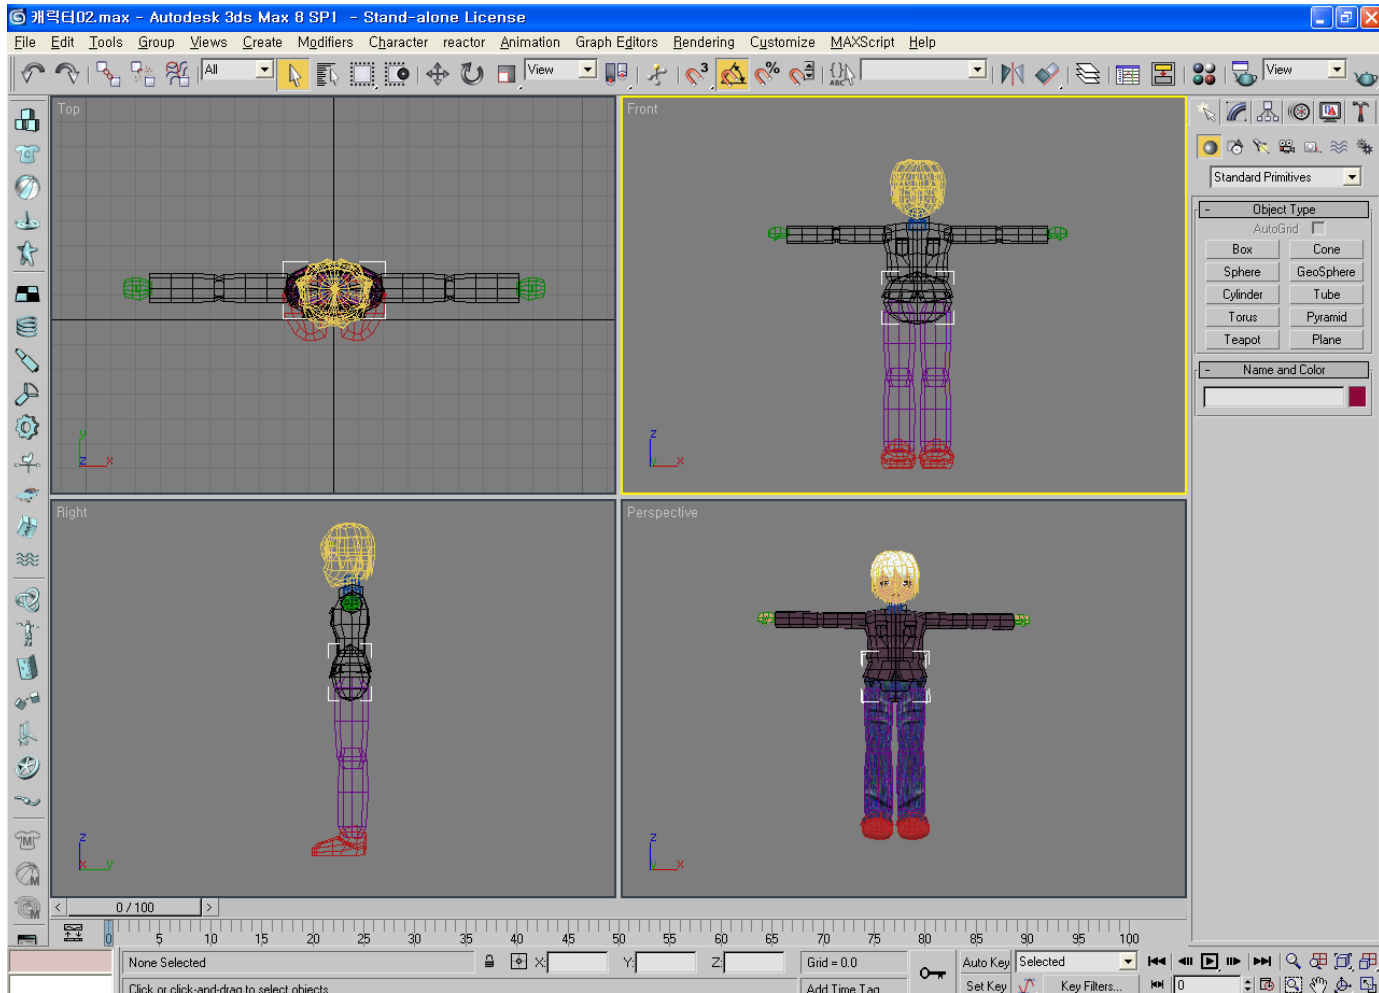 캐릭터02.max - Autodesk 3ds Max 8 SP1 - Stand-alone License
File Edit Tools Group Views Create Modifiers Character reactor Animation Graph Editors Rendering Customize MAXScript Help
All View 3 % ABC View
Top
Front
Standard Primitives
- Object Type
AutoGrid
Box Cone
Sphere GeoSphere
Cylinder Tube
Torus Pyramid
Teapot Plane
- Name and Color
y
z x
z
y x
Right
Perspective
z
x y
z
y x
< 0 / 100 >
0 5 10 15 20 25 30 35 40 45 50 55 60 65 70 75 80 85 90 95 100
None Selected X: Y: Z: Grid = 0.0 Auto Key Selected
Click or click-and-drag to select objects Add Time Tag Set Key Key Filters... 0